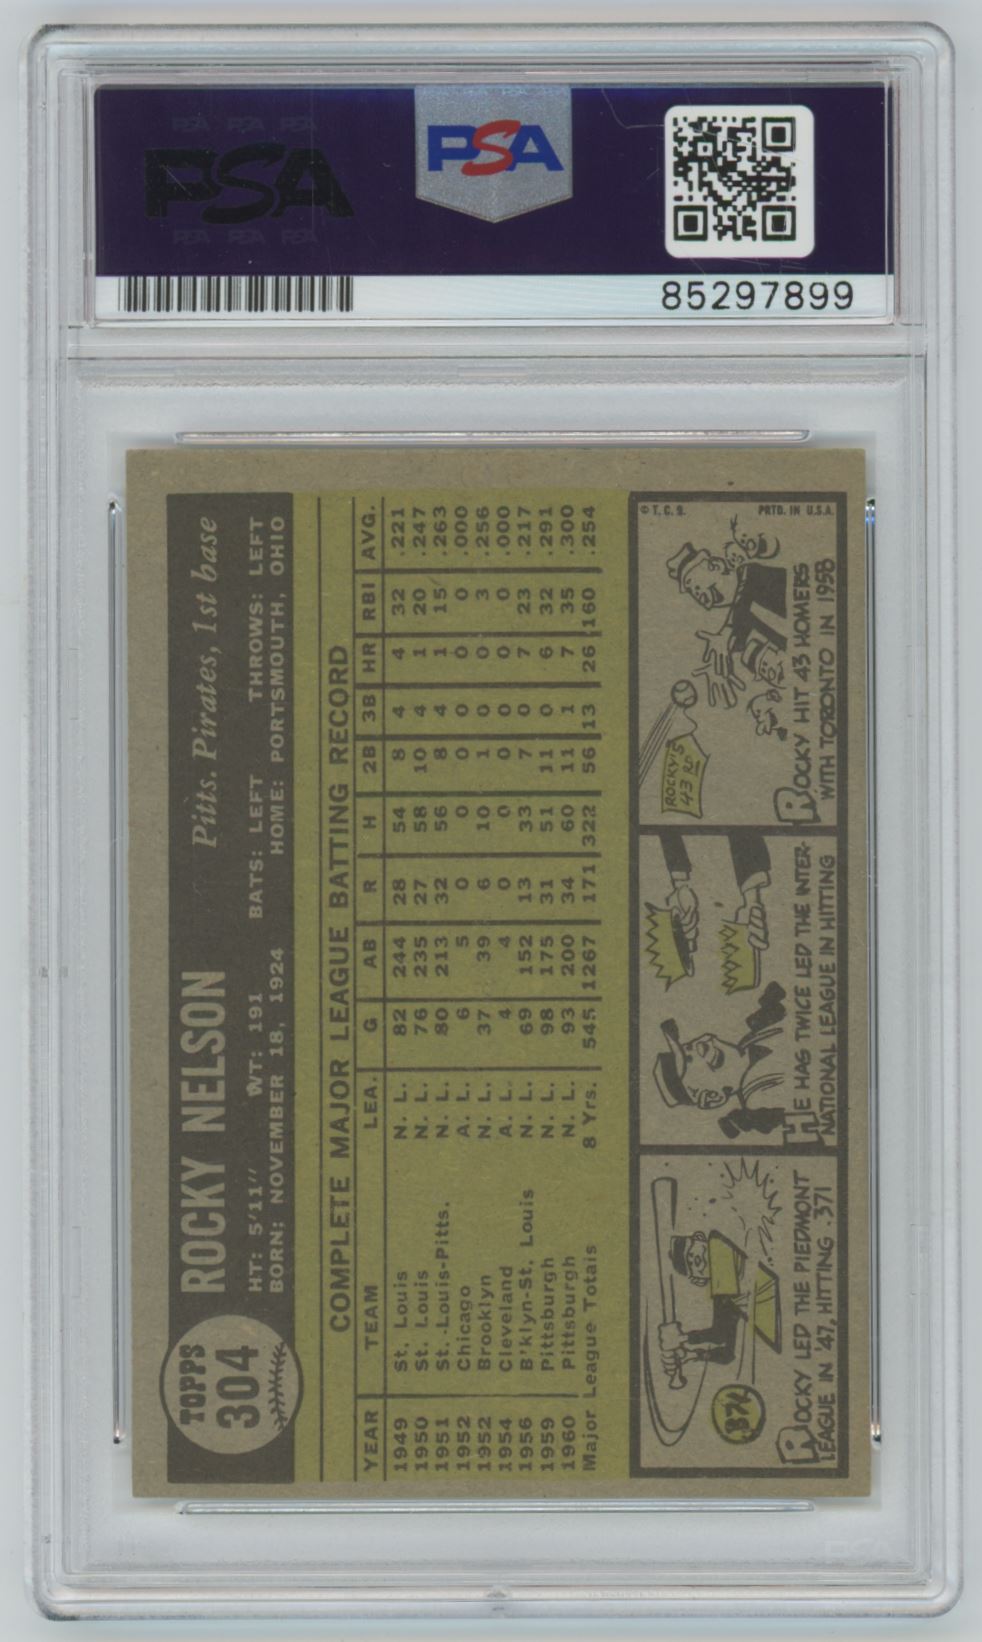 PSA PSA PSA
PSA
PSA PSA PSA
PSA
85297899
TOPPS
304
ROCKY NELSON Pitts. Pirates, 1st base
HT: 5'11" WT: 191 BATS: LEFT THROWS: LEFT
BORN: NOVEMBER 18, 1924 HOME: PORTSMOUTH, OHIO
COMPLETE MAJOR LEAGUE BATTING RECORD
YEAR TEAM LEA. G AB R H 2B 3B HR RBI AVG.
1949 St. Louis N. L. 82 244 28 54 8 4 4 32 .221
1950 St. Louis N. L. 76 235 27 58 10 4 1 20 .247
1951 St.-Louis-Pitts. N. L. 80 213 32 56 8 4 1 15 .263
1952 Chicago A. L. 6 5 0 0 0 0 0 0 .000
1952 Brooklyn N. L. 37 39 6 10 1 0 0 3 .256
1954 Cleveland A. L. 4 4 0 0 0 0 0 0 .000
1956 B'klyn-St. Louis N. L. 69 152 13 33 7 0 7 23 .217
1959 Pittsburgh N. L. 98 175 31 51 11 0 6 32 .291
1960 Pittsburgh N. L. 93 200 34 60 11 1 7 35 .300
Major League Totals 8 Yrs. 545 1267 171 322 56 13 26 160 .254
.371
ROCKY LED THE PIEDMONT
LEAGUE IN '47, HITTING .371
HE HAS TWICE LED THE INTER-
NATIONAL LEAGUE IN HITTING
ROCKY'S
43 RD
ROCKY HIT 43 HOMERS
WITH TORONTO IN 1958
© T.C.G. PRTD. IN U.S.A.